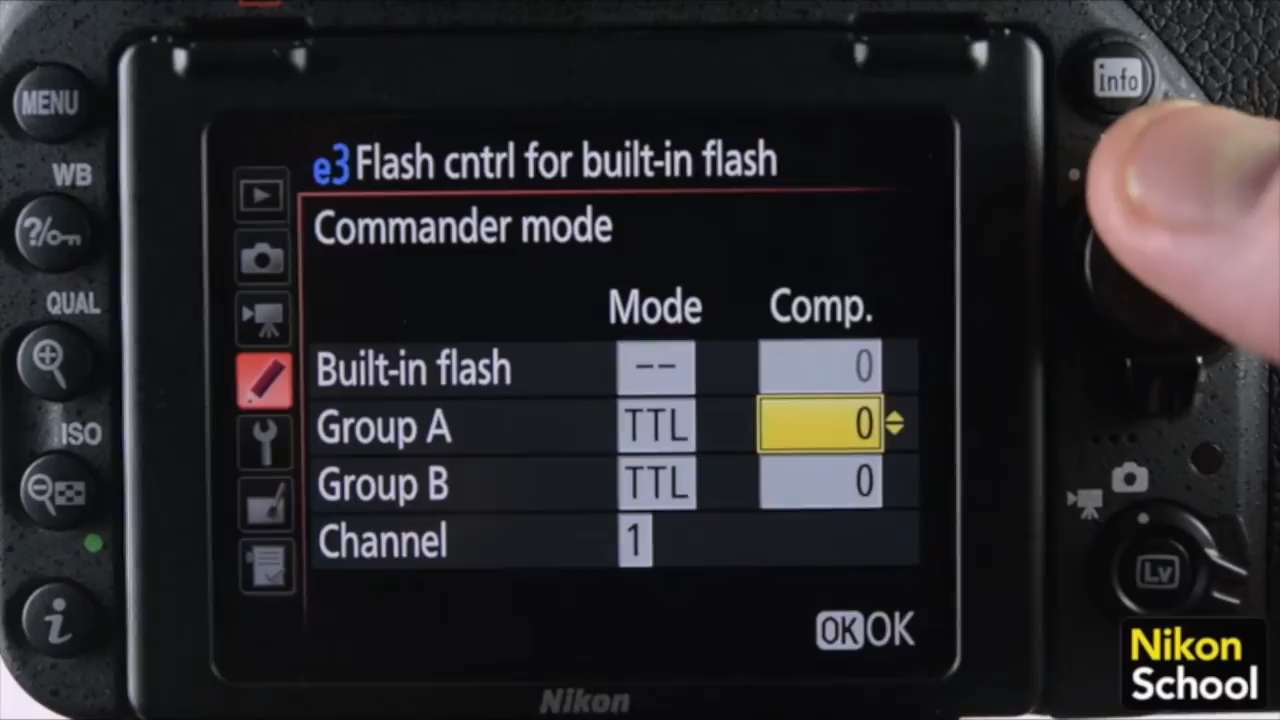 MENU
info
WB
?/
QUAL
ISO
i
e3 Flash cntrl for built-in flash
Commander mode
Mode Comp.
Built-in flash -- 0
Group A TTL 0
Group B TTL 0
Channel 1
OK OK
Lv
Nikon
Nikon
School